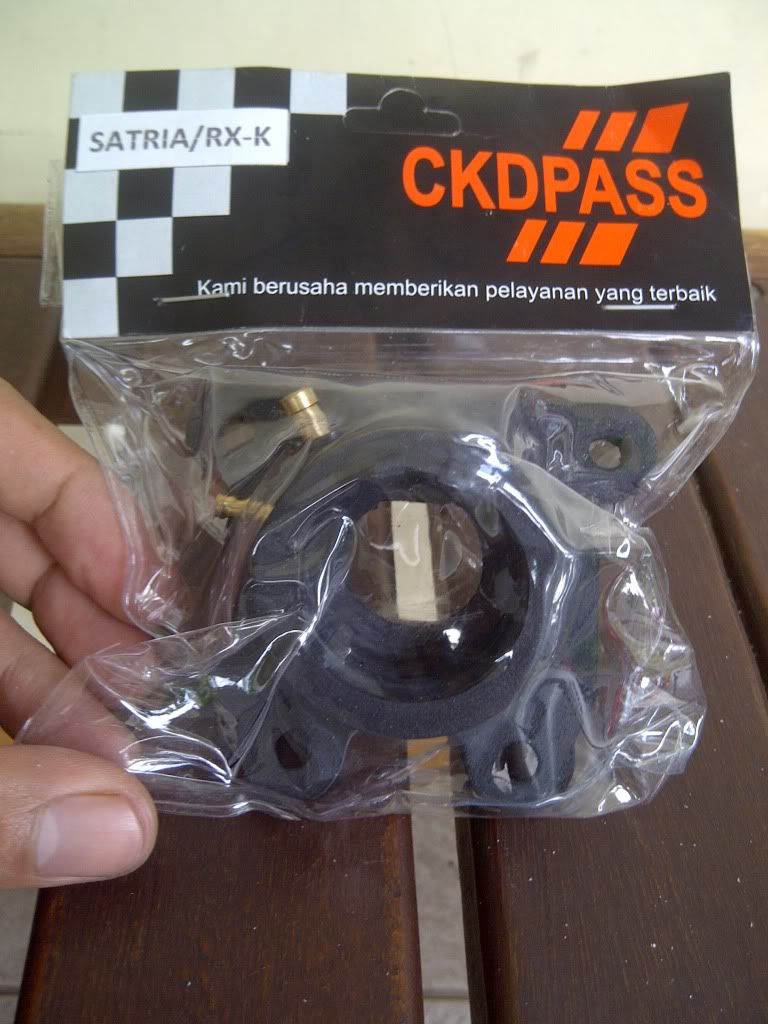 SATRIA/RX-K
CKDPASS
Kami berusaha memberikan pelayanan yang terbaik